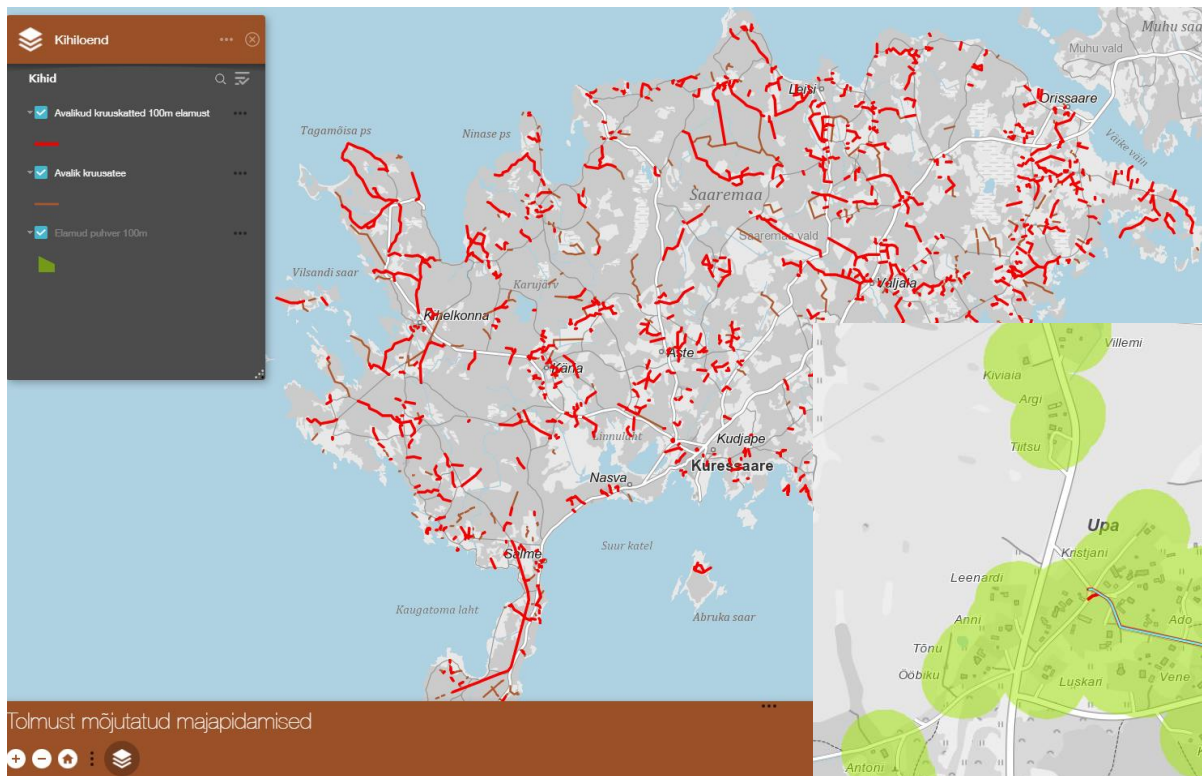 Kihiloend
Kihid
Avalikud kruuskatted 100m elamust
Avalik kruusatee
Elamud puhver 100m
Muhu
Muhu vald
Leisi
Orissaare
Väike väin
Tagamõisa ps
Ninase ps
Saaremaa
Saaremaa vald
Vilsandi saar
Karujärv
Valjala
Kihelkonna
Aste
Kärla
Linnulaht
Kudjape
Kuressaare
Nasva
Suur katel
Salme
Kaugatoma laht
Abruka saar
Villemi
Kiviaia
Argi
Tiitsu
Upa
Kristjani
Leenardi
Anni
Ado
Tõnu
Ööbiku
Luskari
Vene
Antoni
Tolmust mõjutatud majapidamised